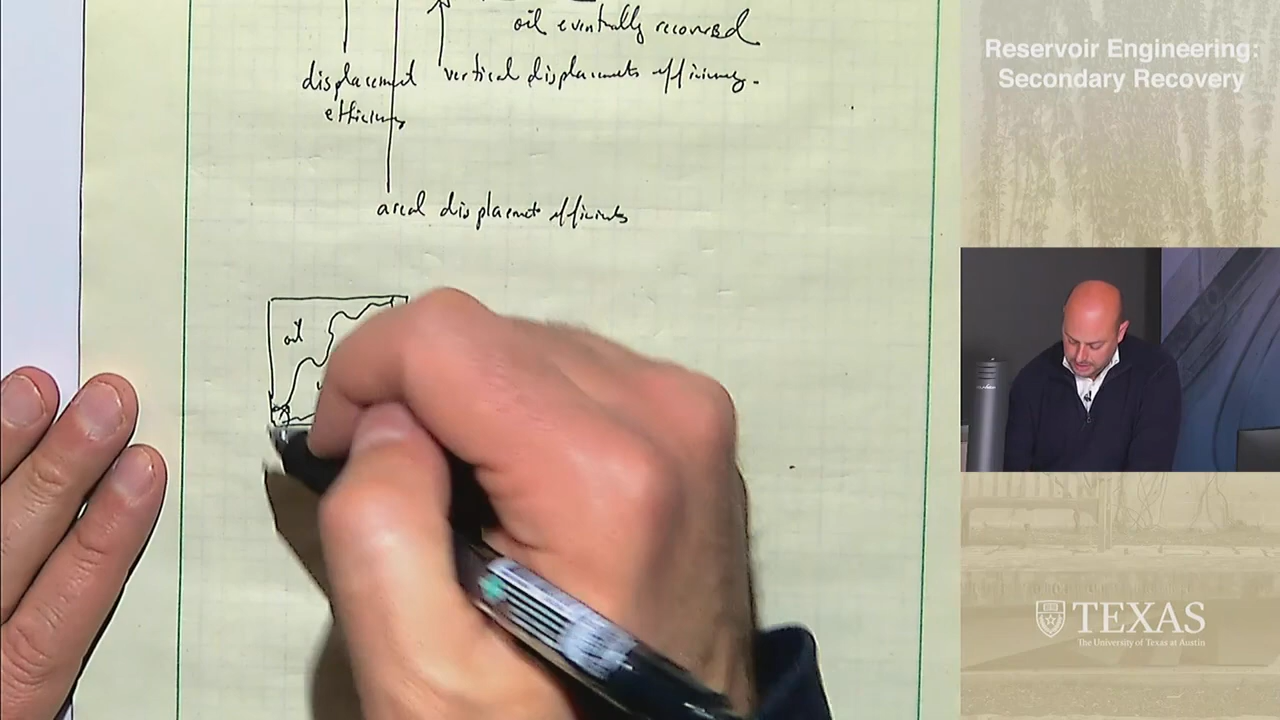 oil eventually recovered
displacement
vertical displacements efficiency.
efficiency
areal displacement efficiency
oil
Reservoir Engineering:
Secondary Recovery
TEXAS
The University of Texas at Austin